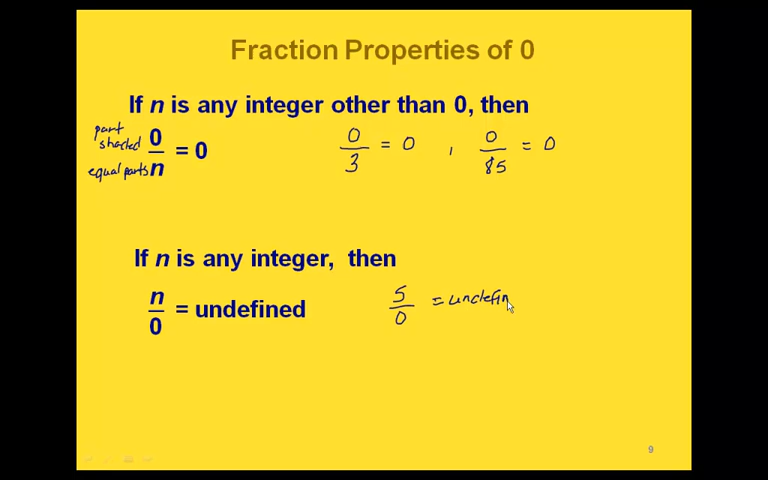 Fraction Properties of 0
If n is any integer other than 0, then
part
shaded 0
equal parts n
= 0
0/3 = 0 , 0/85 = 0
If n is any integer, then
n/0 = undefined
5/0 = undefin
9